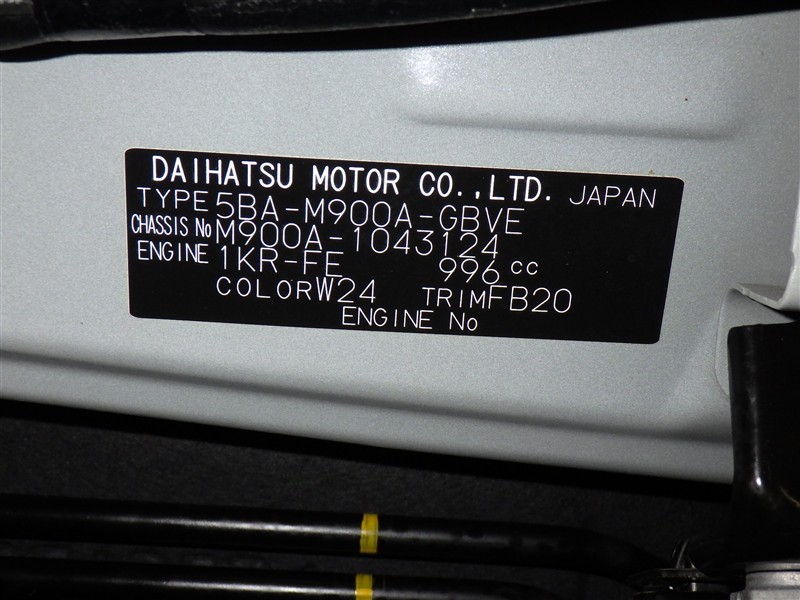 DAIHATSU MOTOR CO.,LTD. JAPAN
TYPE 5BA-M900A-GBVE
CHASSIS No M900A-1043124
ENGINE 1KR-FE 996 cc
COLOR W24 TRIM FB20
ENGINE No